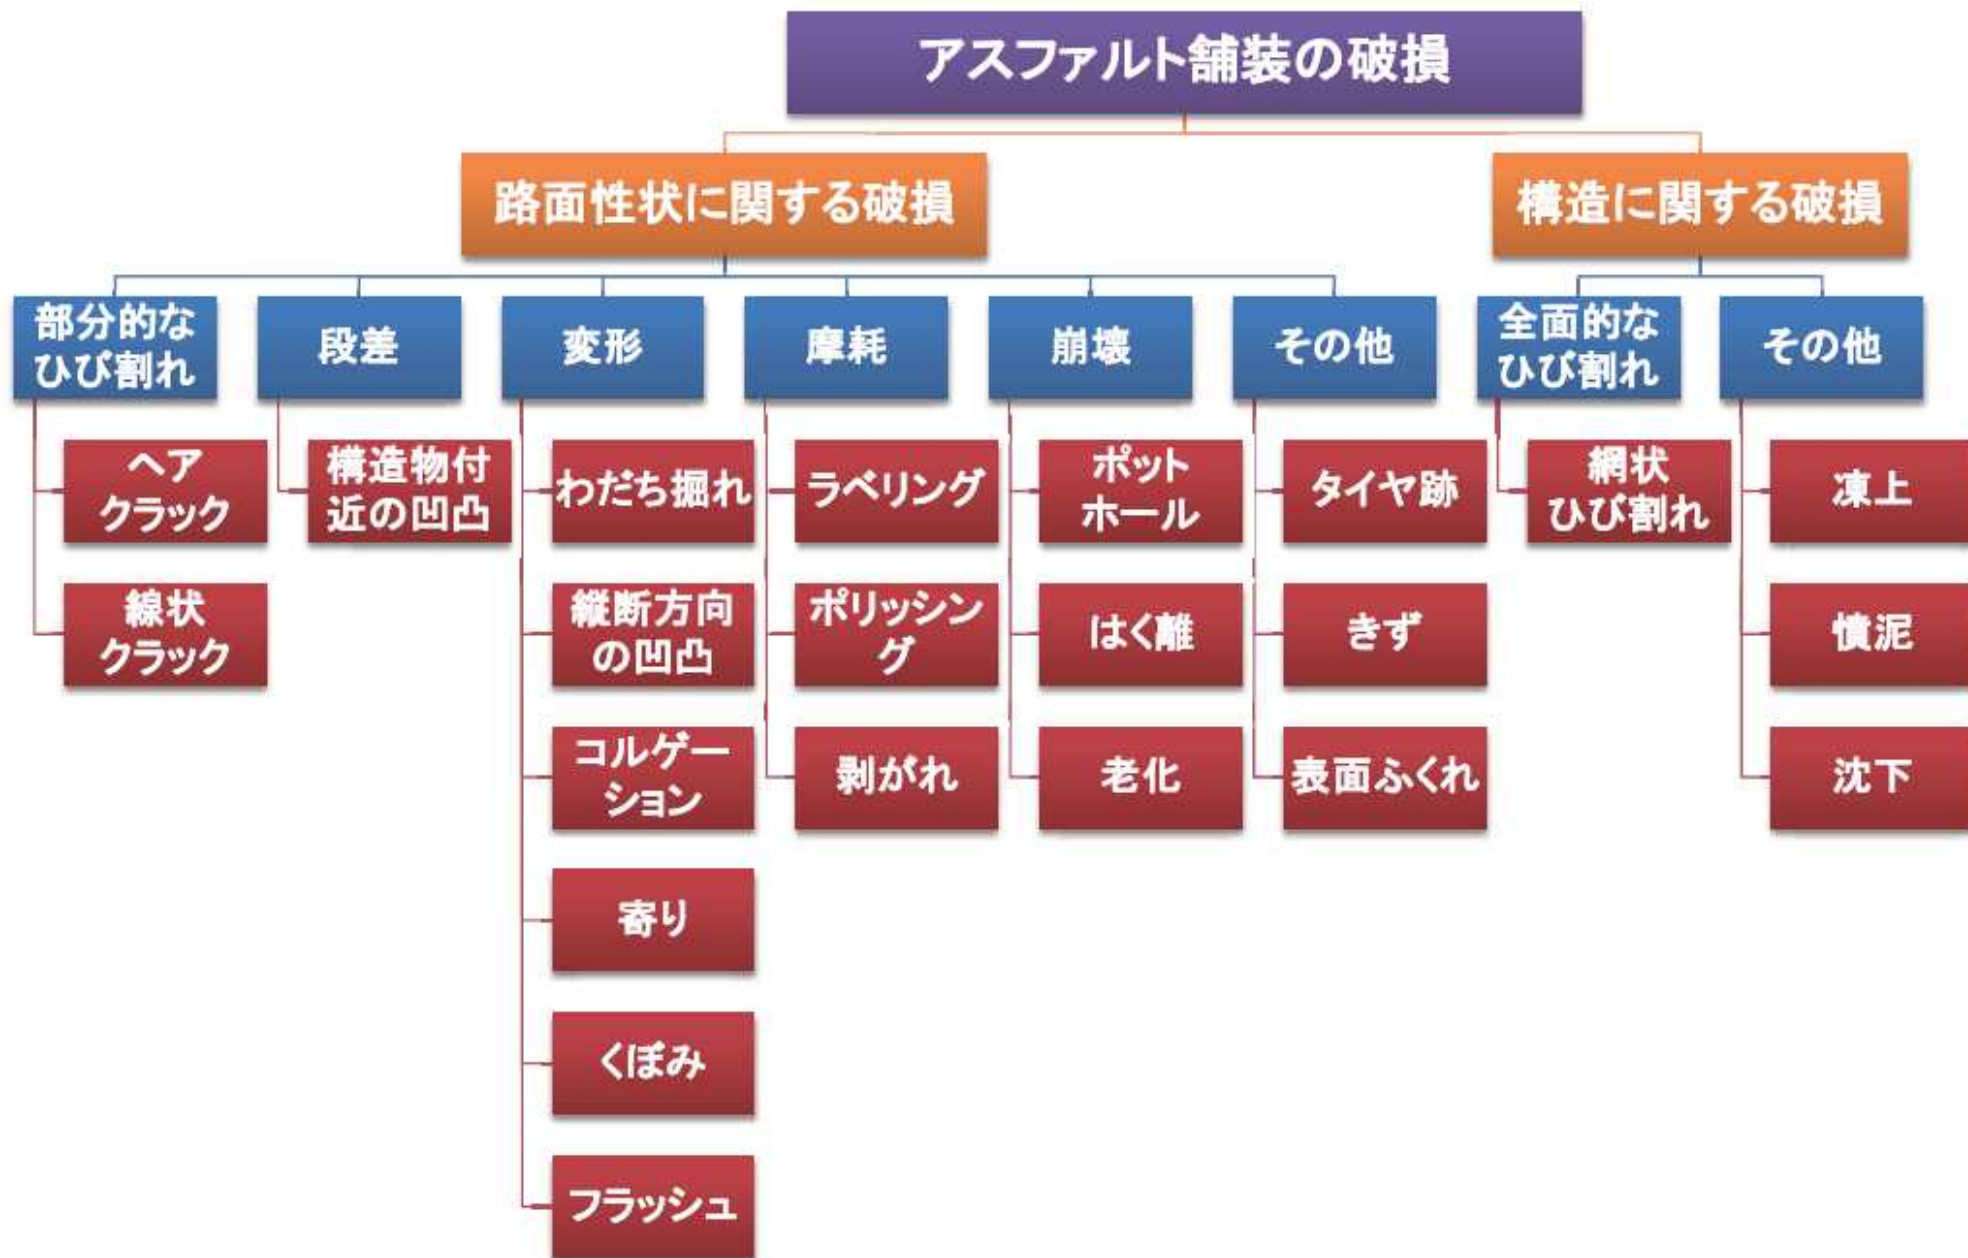 アスファルト舗装の破損
路面性状に関する破損
構造に関する破損
部分的な
ひび割れ
段差
変形
摩耗
崩壊
その他
全面的な
ひび割れ
その他
ヘア
クラック
線状
クラック
構造物付
近の凹凸
わだち掘れ
縦断方向
の凹凸
コルゲー
ション
寄り
くぼみ
フラッシュ
ラベリング
ポリッシン
グ
剥がれ
ポット
ホール
はく離
老化
タイヤ跡
きず
表面ふくれ
網状
ひび割れ
凍上
憤泥
沈下